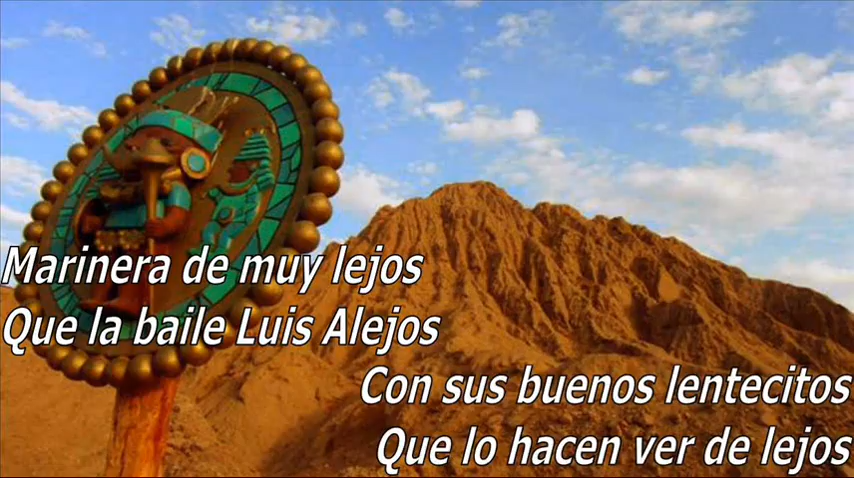 Marinera de muy lejos
Que la baile Luis Alejos
Con sus buenos lentecitos
Que lo hacen ver de lejos